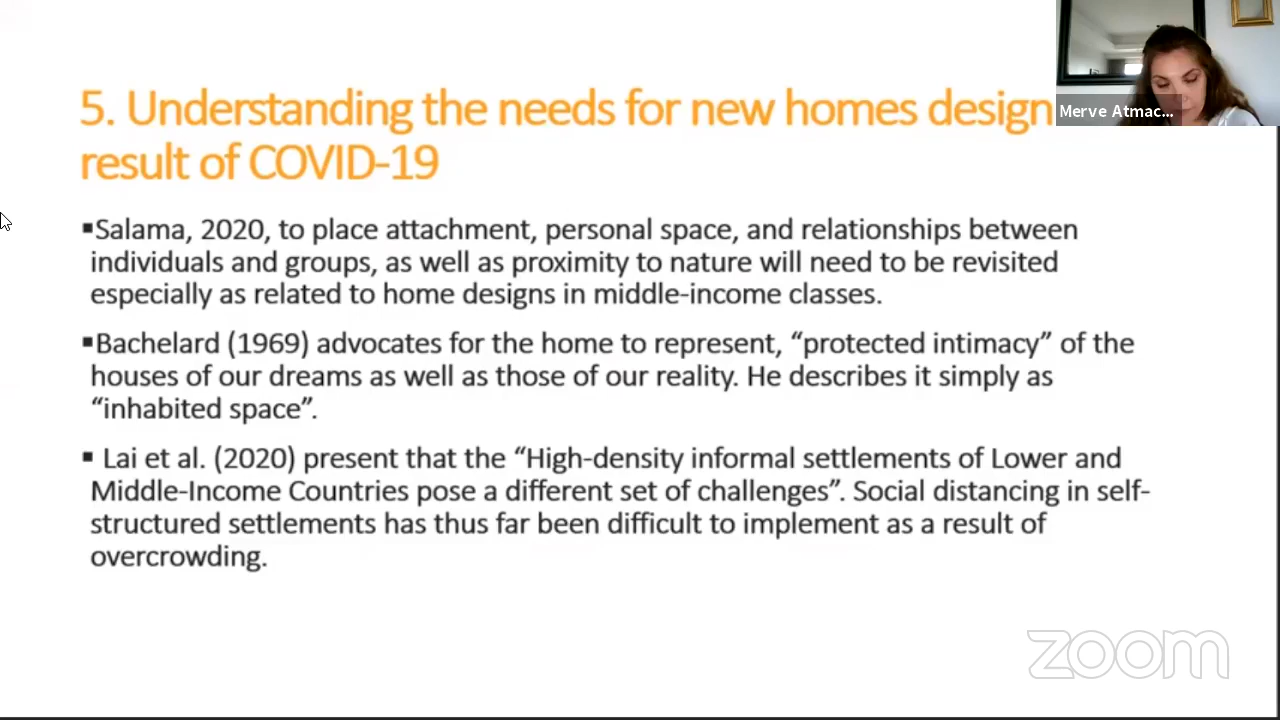 5. Understanding the needs for new homes design
result of COVID-19
▪Salama, 2020, to place attachment, personal space, and relationships between
individuals and groups, as well as proximity to nature will need to be revisited
especially as related to home designs in middle-income classes.
▪Bachelard (1969) advocates for the home to represent, “protected intimacy” of the
houses of our dreams as well as those of our reality. He describes it simply as
“inhabited space”.
▪ Lai et al. (2020) present that the “High-density informal settlements of Lower and
Middle-Income Countries pose a different set of challenges”. Social distancing in self-
structured settlements has thus far been difficult to implement as a result of
overcrowding.
Merve Atmac...
zoom